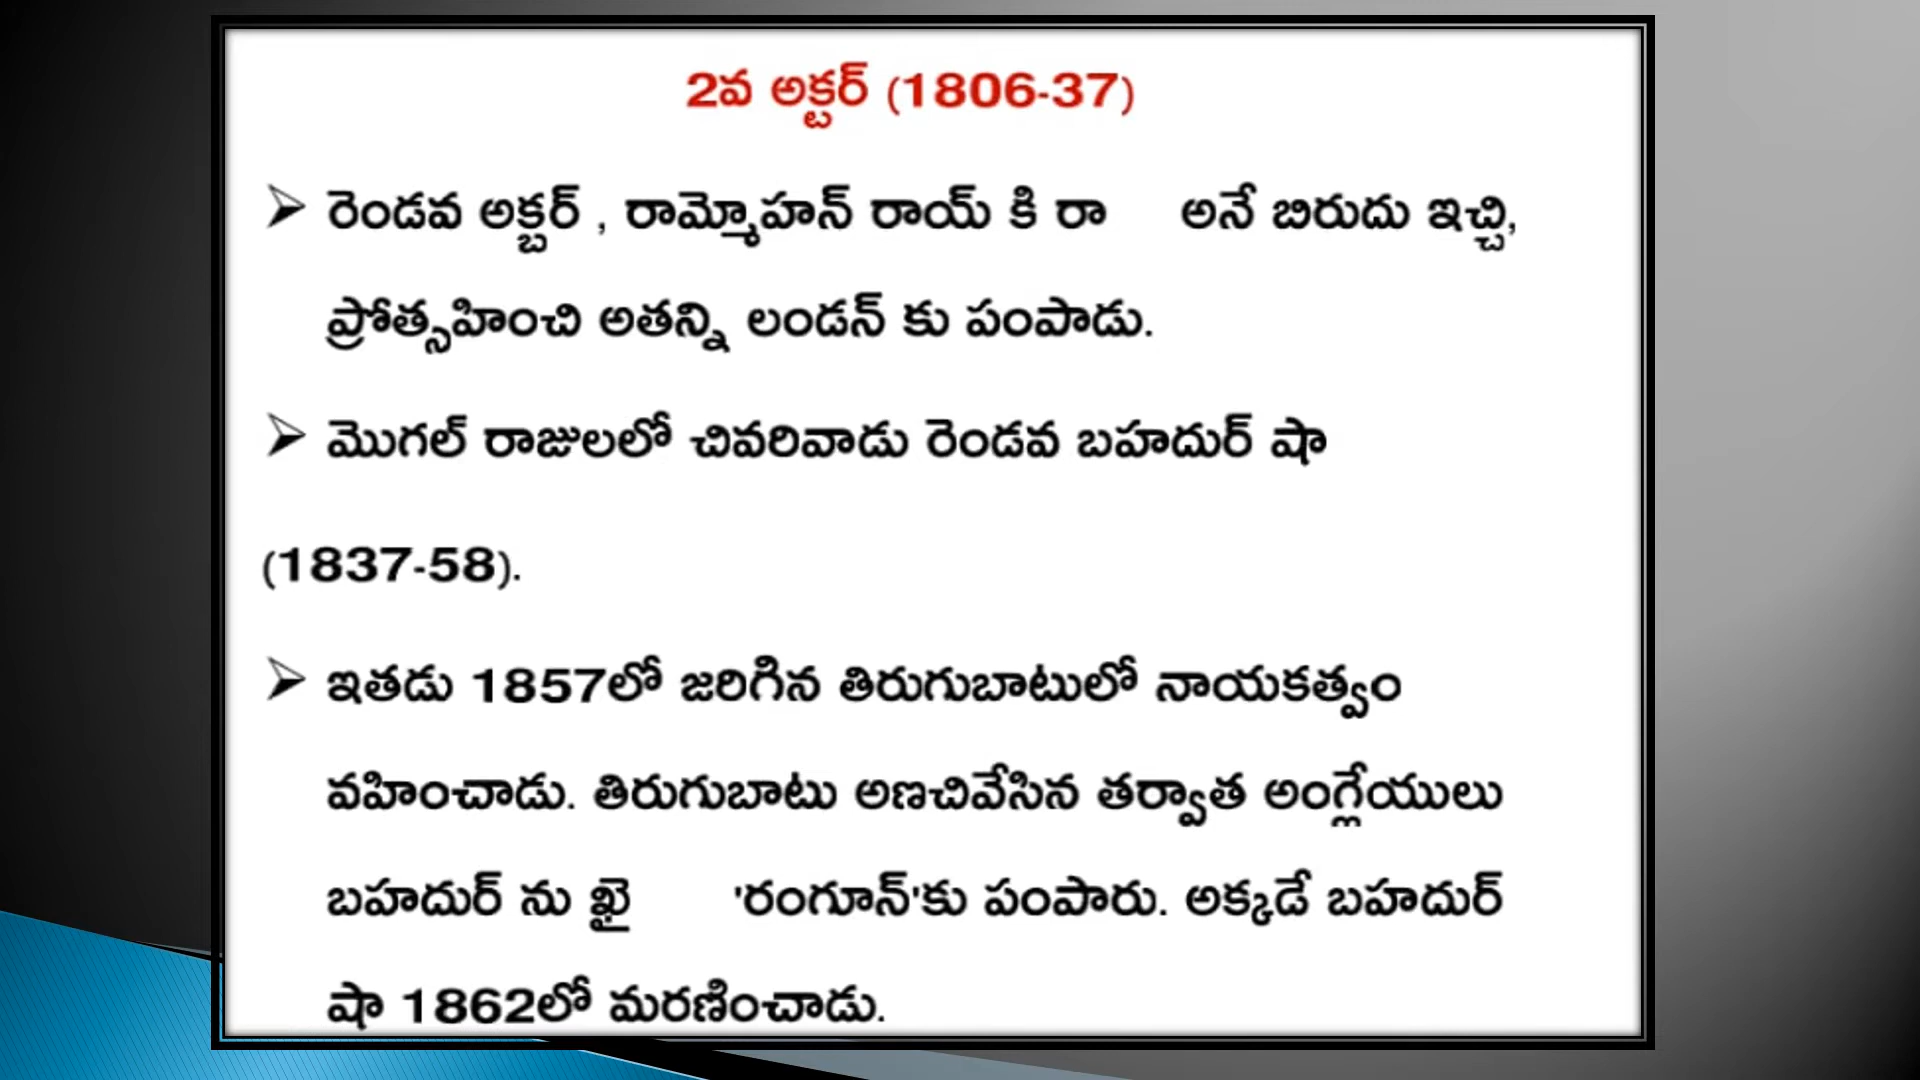 2వ అక్టర్ (1806-37)
రెండవ అక్బర్ , రామ్మోహన్ రాయ్ కి రా అనే బిరుదు ఇచ్చి,
ప్రోత్సహించి అతన్ని లండన్ కు పంపాడు.
మొగల్ రాజులలో చివరివాడు రెండవ బహదుర్ షా
(1837-58).
ఇతడు 1857లో జరిగిన తిరుగుబాటులో నాయకత్వం
వహించాడు. తిరుగుబాటు అణచివేసిన తర్వాత అంగ్లేయులు
బహదుర్ ను ఖై 'రంగూన్'కు పంపారు. అక్కడే బహదుర్
షా 1862లో మరణించాడు.